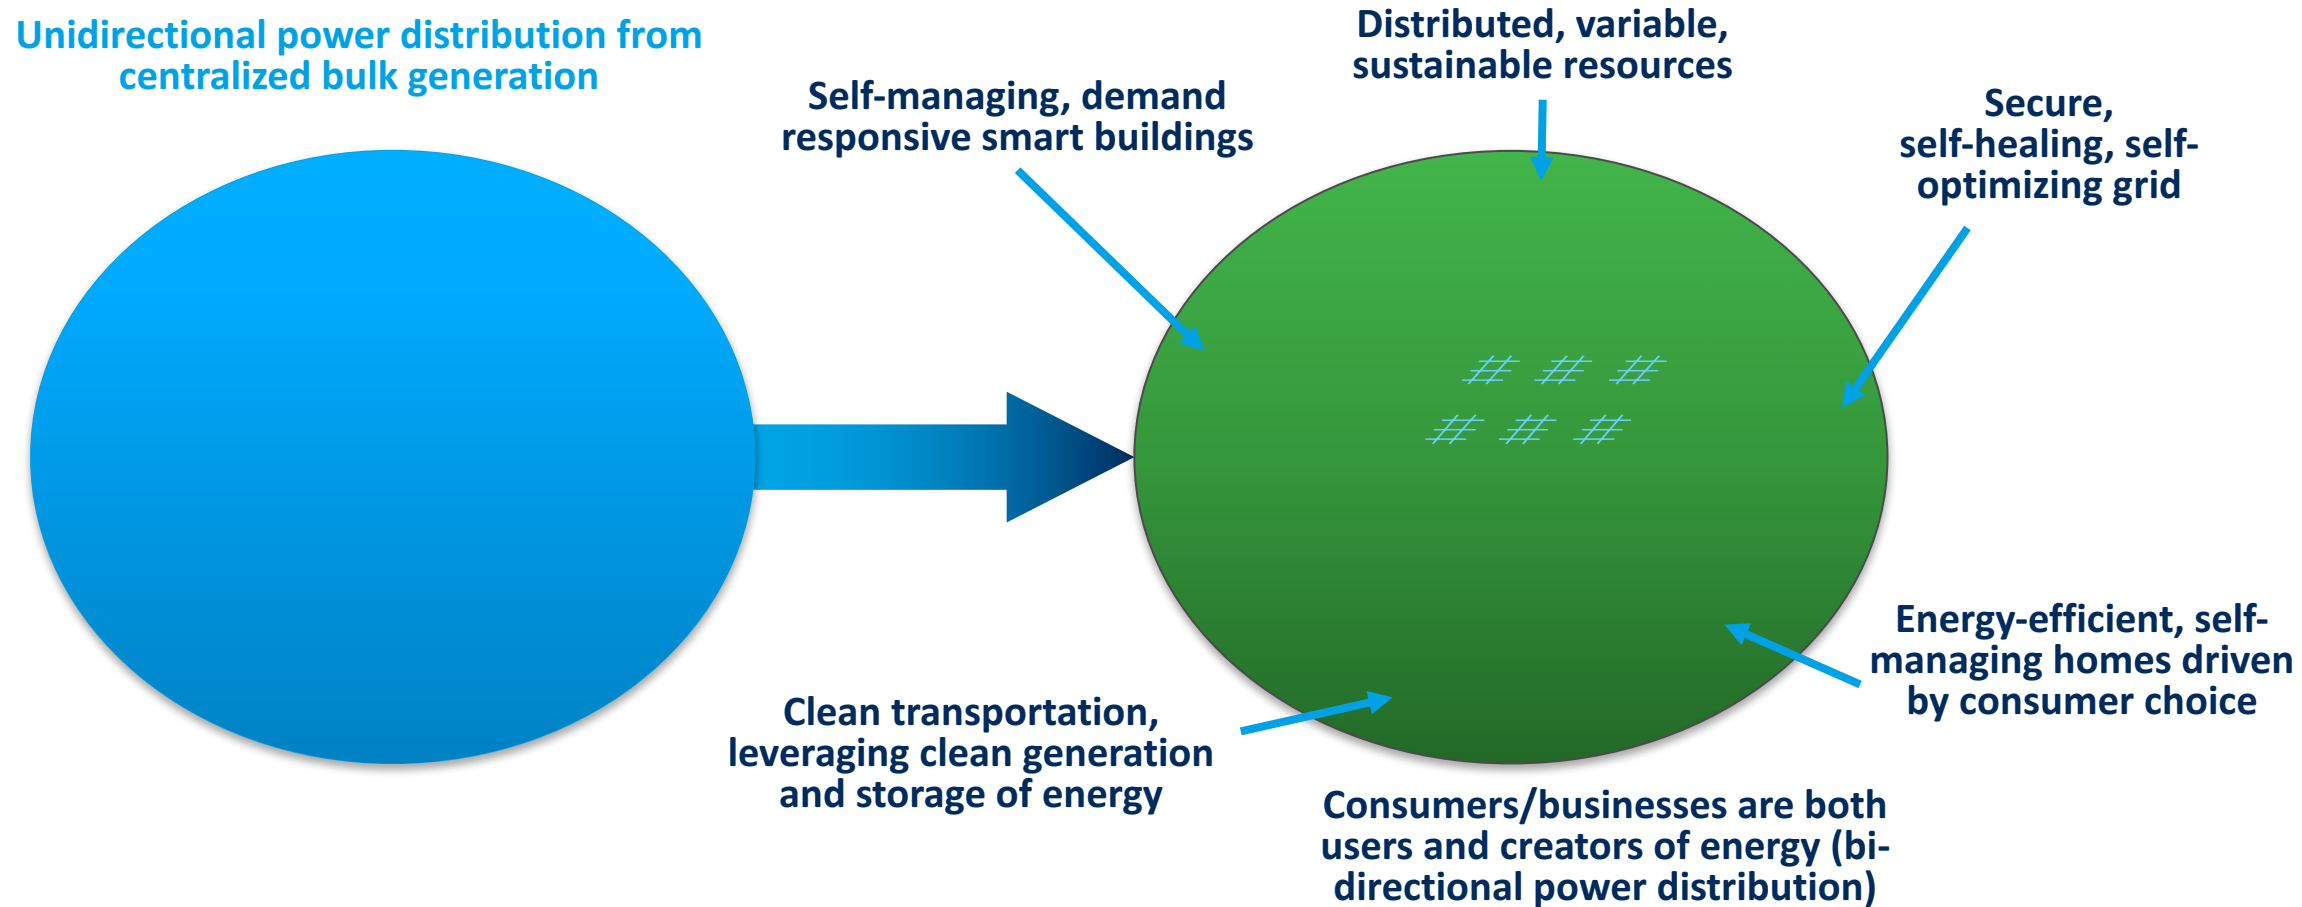 Unidirectional power distribution from
centralized bulk generation
Self-managing, demand
responsive smart buildings
Distributed, variable,
sustainable resources
Secure,
self-healing, self-
optimizing grid
Energy-efficient, self-
managing homes driven
by consumer choice
Clean transportation,
leveraging clean generation
and storage of energy
Consumers/businesses are both
users and creators of energy (bi-
directional power distribution)